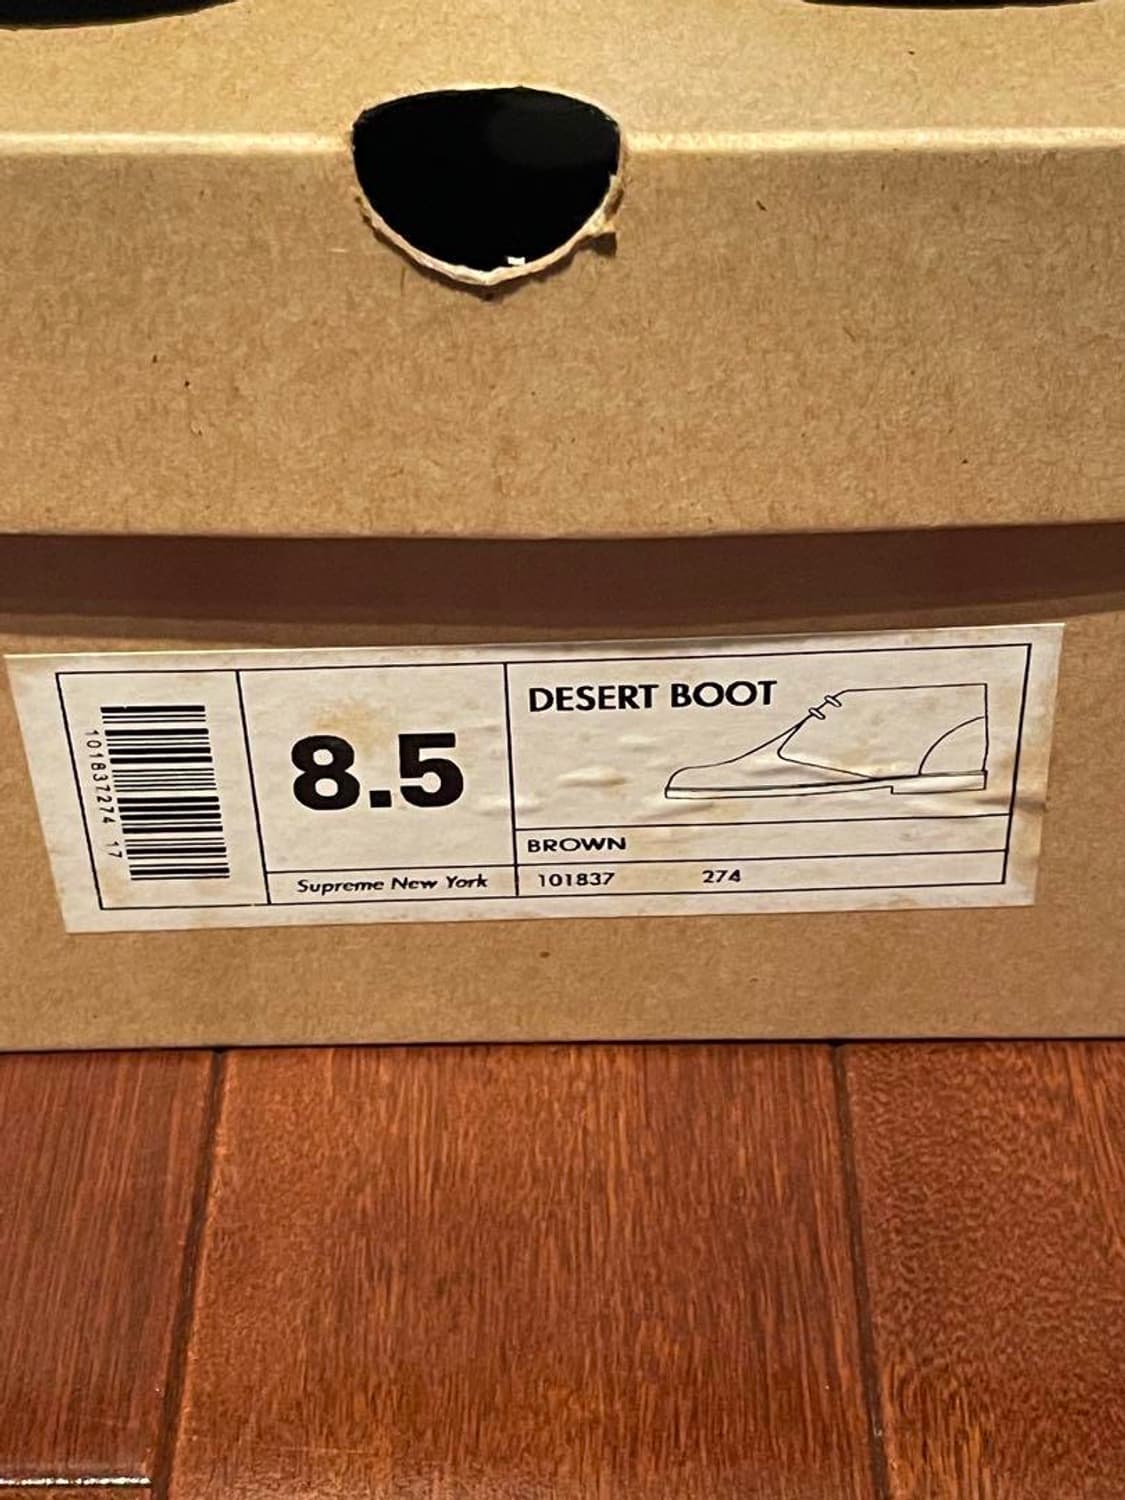 101837274 17
8.5
Supreme New York
DESERT BOOT
BROWN
101837 274